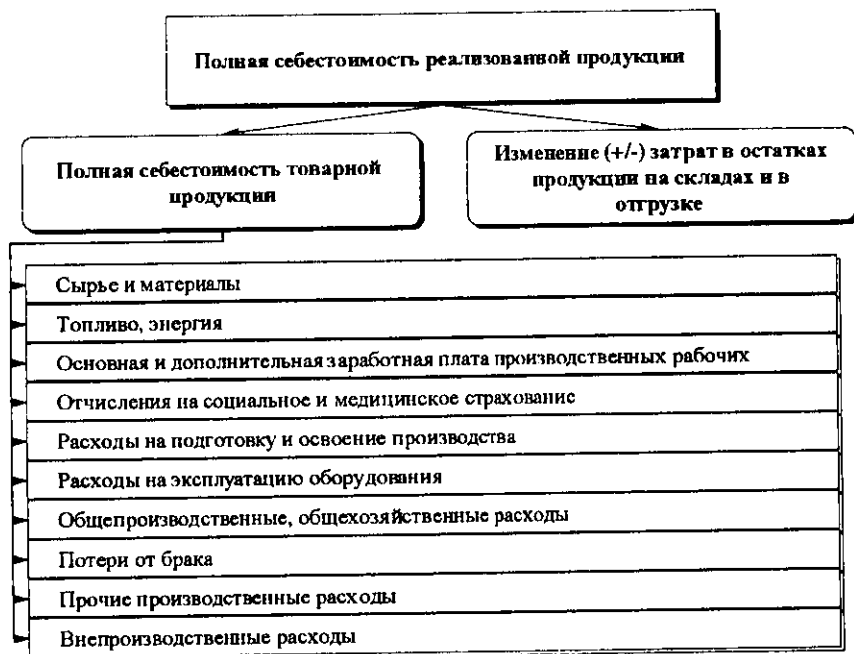 Полная себестоимость реализованной продукции
Полная себестоимость товарной
продукции
Изменение (+/-) затрат в остатках
продукции на складах и в
отгрузке
Сырье и материалы
Топливо, энергия
Основная и дополнительная заработная плата производственных рабочих
Отчисления на социальное и медицинское страхование
Расходы на подготовку и освоение производства
Расходы на эксплуатацию оборудования
Общепроизводственные, общехозяйственные расходы
Потери от брака
Прочие производственные расходы
Внепроизводственные расходы